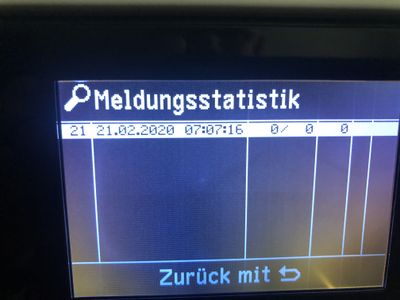 Meldungsstatistik
21 21.02.2020 07:07:16 0/ 0 0
Zurück mit